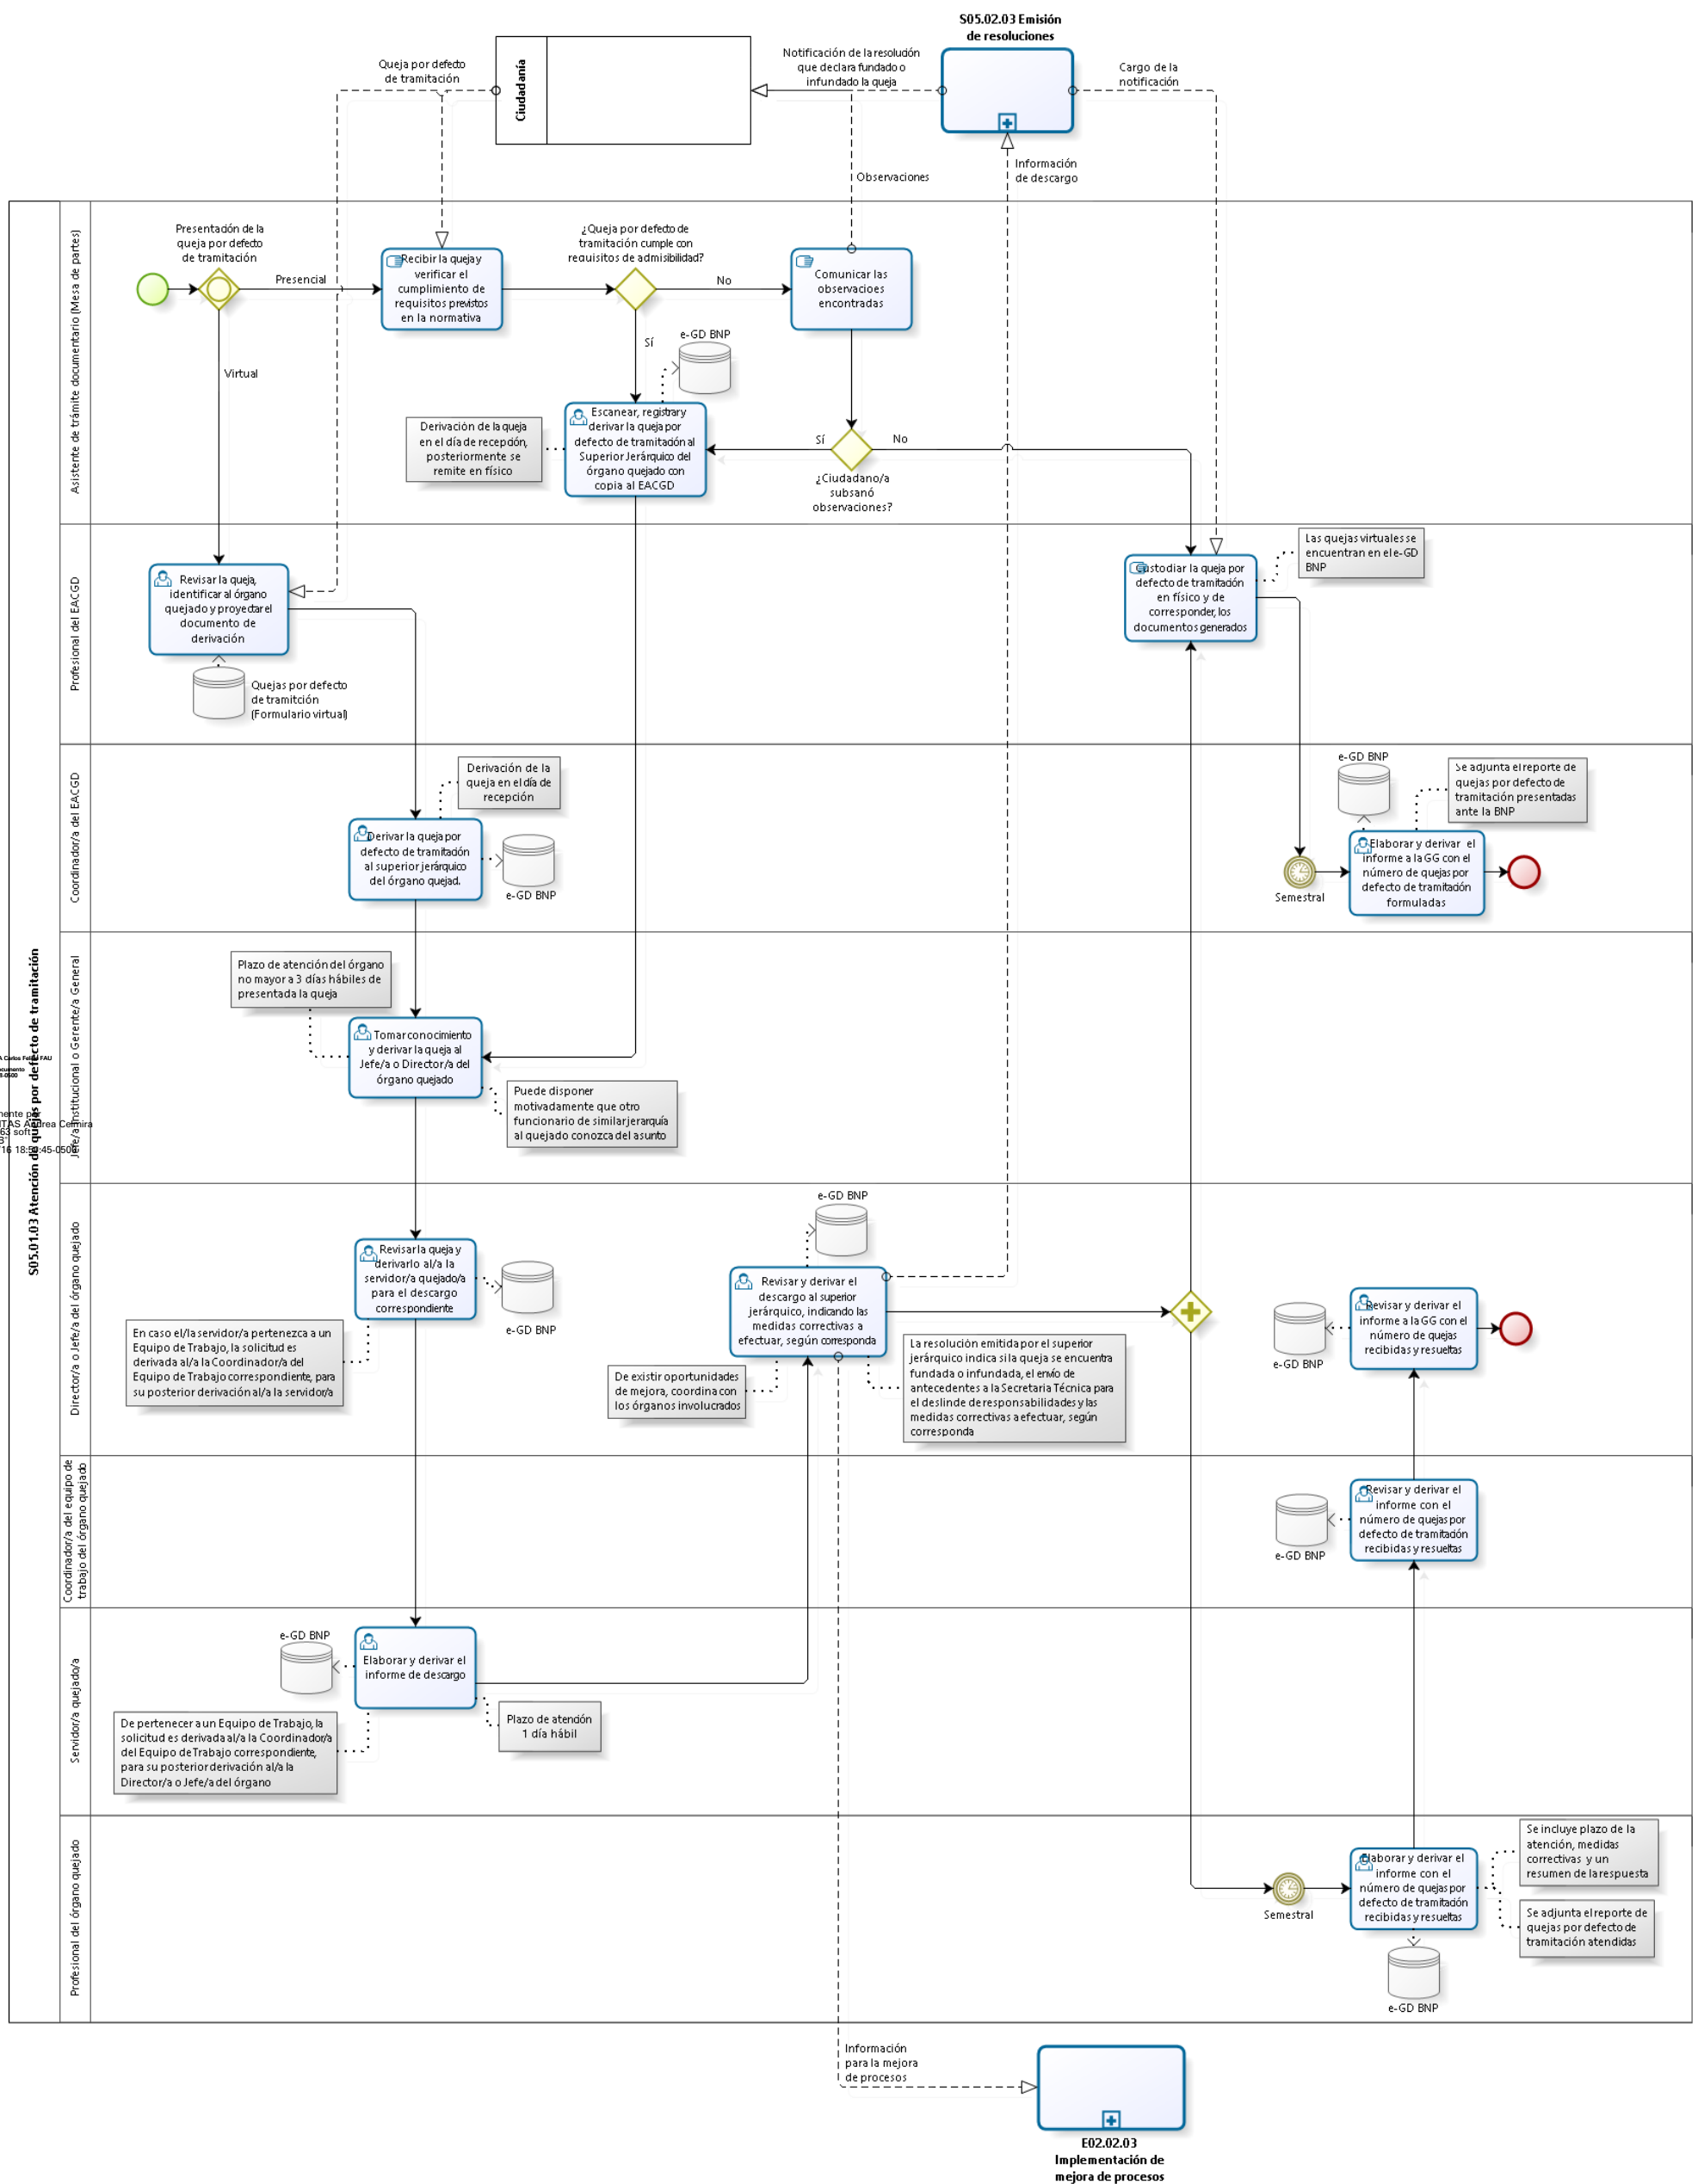 S05.02.03 Emisión
de resoluciones
Queja por defecto
de tramitación
Ciudadanía
Notificación de la resolución
que declara fundado o
infundado la queja
Cargo de la
notificación
Información
de descargo
Observaciones
S05.01.03 Atención de quejas por defecto de tramitación
Asistente de trámite documentario (Mesa de partes)
Presentación de la
queja por defecto
de tramitación
Presencial
Virtual
Recibir la queja y
verificar el
cumplimiento de
requisitos previstos
en la normativa
¿Queja por defecto de
tramitación cumple con
requisitos de admisibilidad?
No
Sí
Comunicar las
observacioes
encontradas
e-GD BNP
Derivación de la queja
en el día de recepción,
posteriormente se
remite en físico
Escanear, registrar y
derivar la queja por
defecto de tramitación al
Superior Jerárquico del
órgano quejado con
copia al EACGD
Sí
No
¿Ciudadano/a
subsanó
observaciones?
Profesional del EACGD
Revisar la queja,
identificar al órgano
quejado y proyectar el
documento de
derivación
Quejas por defecto
de tramitción
(Formulario virtual)
Custodiar la queja por
defecto de tramitación
en físico y de
corresponder, los
documentos generados
Las quejas virtuales se
encuentran en el e-GD
BNP
Coordinador/a del EACGD
Derivación de la
queja en el día de
recepción
Derivar la queja por
defecto de tramitación
al superior jerárquico
del órgano quejad.
e-GD BNP
Semestral
e-GD BNP
Se adjunta el reporte de
quejas por defecto de
tramitación presentadas
ante la BNP
Elaborar y derivar el
informe a la GG con el
número de quejas por
defecto de tramitación
formuladas
Jefe/a Institucional o Gerente/a General
Plazo de atención del órgano
no mayor a 3 días hábiles de
presentada la queja
Tomar conocimiento
y derivar la queja al
Jefe/a o Director/a del
órgano quejado
Puede disponer
motivadamente que otro
funcionario de similar jerarquía
al quejado conozca del asunto
A Carlos Felipe FAU
-0500
Andrea Celmira
63 soft
16 18:50:45-0500
Director/a o Jefe/a del órgano quejado
Revisar la queja y
derivarlo al/a la
servidor/a quejado/a
para el descargo
correspondiente
e-GD BNP
En caso el/la servidor/a pertenezca a un
Equipo de Trabajo, la solicitud es
derivada al/a la Coordinador/a del
Equipo de Trabajo correspondiente, para
su posterior derivación al/a la servidor/a
e-GD BNP
Revisar y derivar el
descargo al superior
jerárquico, indicando las
medidas correctivas a
efectuar, según corresponda
De existir oportunidades
de mejora, coordina con
los órganos involucrados
La resolución emitida por el superior
jerárquico indica si la queja se encuentra
fundada o infundada, el envío de
antecedentes a la Secretaria Técnica para
el deslinde de responsabilidades y las
medidas correctivas a efectuar, según
corresponda
Revisar y derivar el
informe a la GG con el
número de quejas
recibidas y resueltas
e-GD BNP
Coordinador/a del equipo de
trabajo del órgano quejado
Revisar y derivar el
informe con el
número de quejas por
defecto de tramitación
recibidas y resueltas
e-GD BNP
Servidor/a quejado/a
e-GD BNP
Elaborar y derivar el
informe de descargo
Plazo de atención
1 día hábil
De pertenecer a un Equipo de Trabajo, la
solicitud es derivada al/a la Coordinador/a
del Equipo de Trabajo correspondiente,
para su posterior derivación al/a la
Director/a o Jefe/a del órgano
Profesional del órgano quejado
Semestral
Elaborar y derivar el
informe con el
número de quejas por
defecto de tramitación
recibidas y resueltas
Se incluye plazo de la
atención, medidas
correctivas y un
resumen de la respuesta
Se adjunta el reporte de
quejas por defecto de
tramitación atendidas
e-GD BNP
Información
para la mejora
de procesos
E02.02.03
Implementación de
mejora de procesos